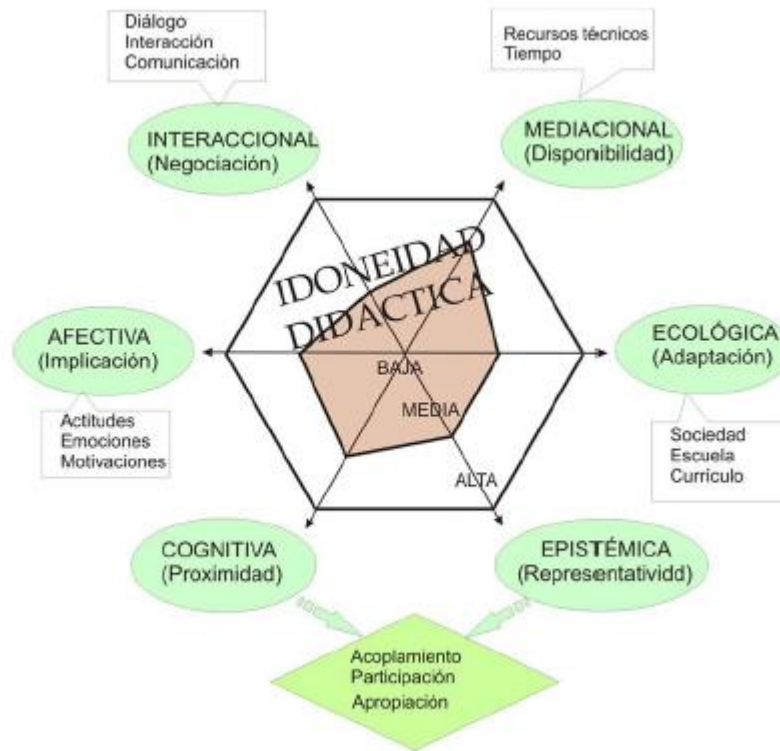 Diálogo
Interacción
Comunicación
Recursos técnicos
Tiempo
INTERACCIONAL
(Negociación)
MEDIACIONAL
(Disponibilidad)
IDONEIDAD
DIDÁCTICA
AFECTIVA
(Implicación)
ECOLÓGICA
(Adaptación)
BAJA
MEDIA
ALTA
Actitudes
Emociones
Motivaciones
Sociedad
Escuela
Currículo
COGNITIVA
(Proximidad)
EPISTÉMICA
(Representatividd)
Acoplamiento
Participación
Apropiación